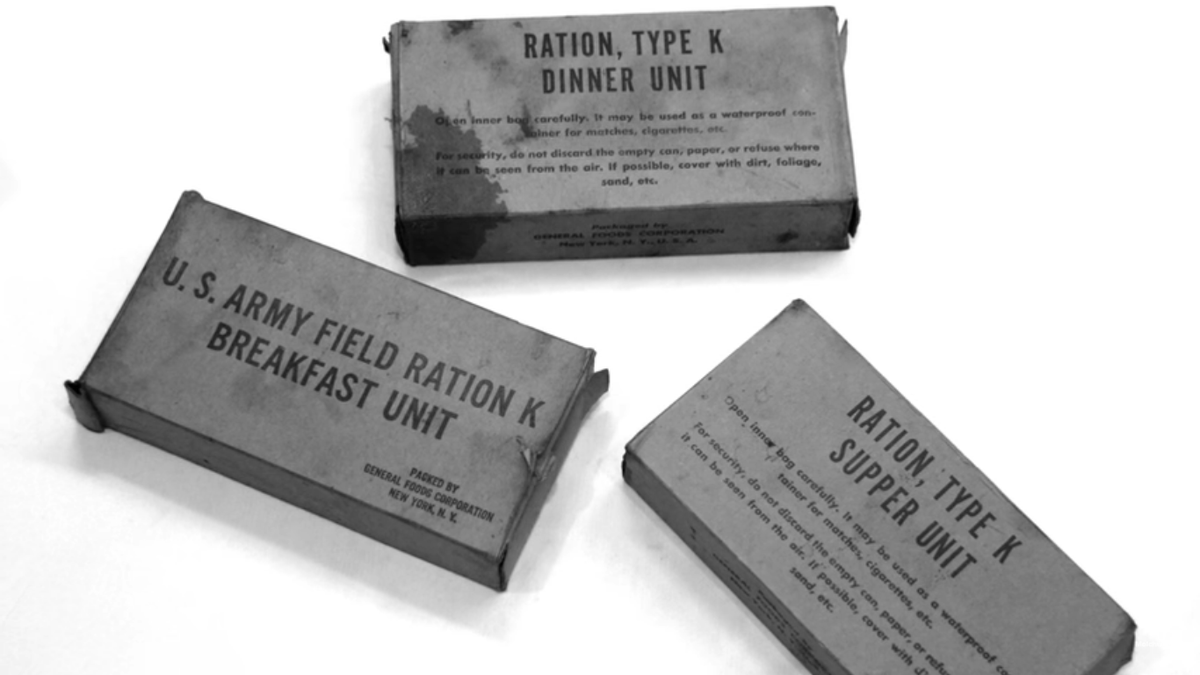 RATION, TYPE K
DINNER UNIT
Open inner bag carefully. It may be used as a waterproof con-
tainer for matches, cigarettes, etc.
For security, do not discard the empty can, paper, or refuse where
it can be seen from the air. If possible, cover with dirt, foliage,
sand, etc.
Packaged by
GENERAL FOODS CORPORATION
New York, N. Y., U. S. A.
U. S. ARMY FIELD RATION K
BREAKFAST UNIT
PACKED BY
GENERAL FOODS CORPORATION
NEW YORK, N. Y.
RATION, TYPE K
SUPPER UNIT
Open inner bag carefully. It may be used as a waterproof co
tainer for matches, cigarettes, etc.
For security, do not discard the empty can, paper, or refu
it can be seen from the air. If possible, cover with d
sand, etc.